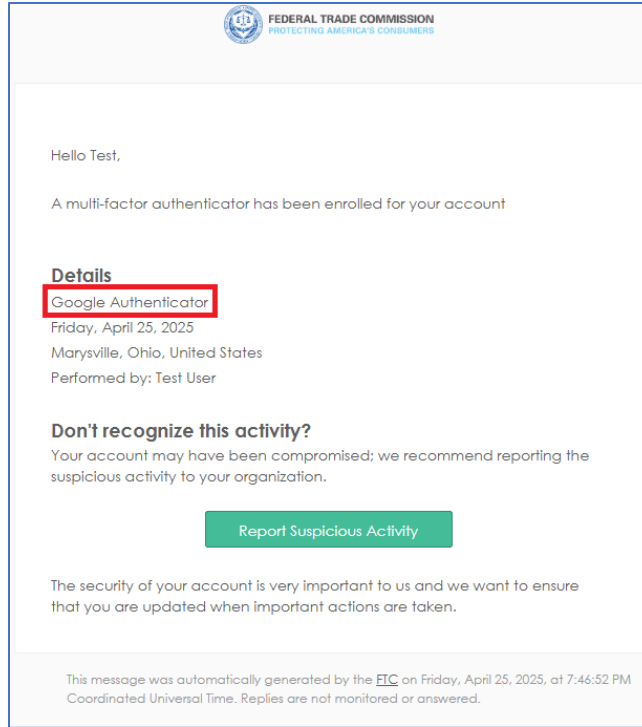 FEDERAL TRADE COMMISSION
PROTECTING AMERICA'S CONSUMERS
Hello Test,
A multi-factor authenticator has been enrolled for your account
Details
Google Authenticator
Friday, April 25, 2025
Marysville, Ohio, United States
Performed by: Test User
Don't recognize this activity?
Your account may have been compromised; we recommend reporting the
suspicious activity to your organization.
Report Suspicious Activity
The security of your account is very important to us and we want to ensure
that you are updated when important actions are taken.
This message was automatically generated by the FTC on Friday, April 25, 2025, at 7:46:52 PM
Coordinated Universal Time. Replies are not monitored or answered.